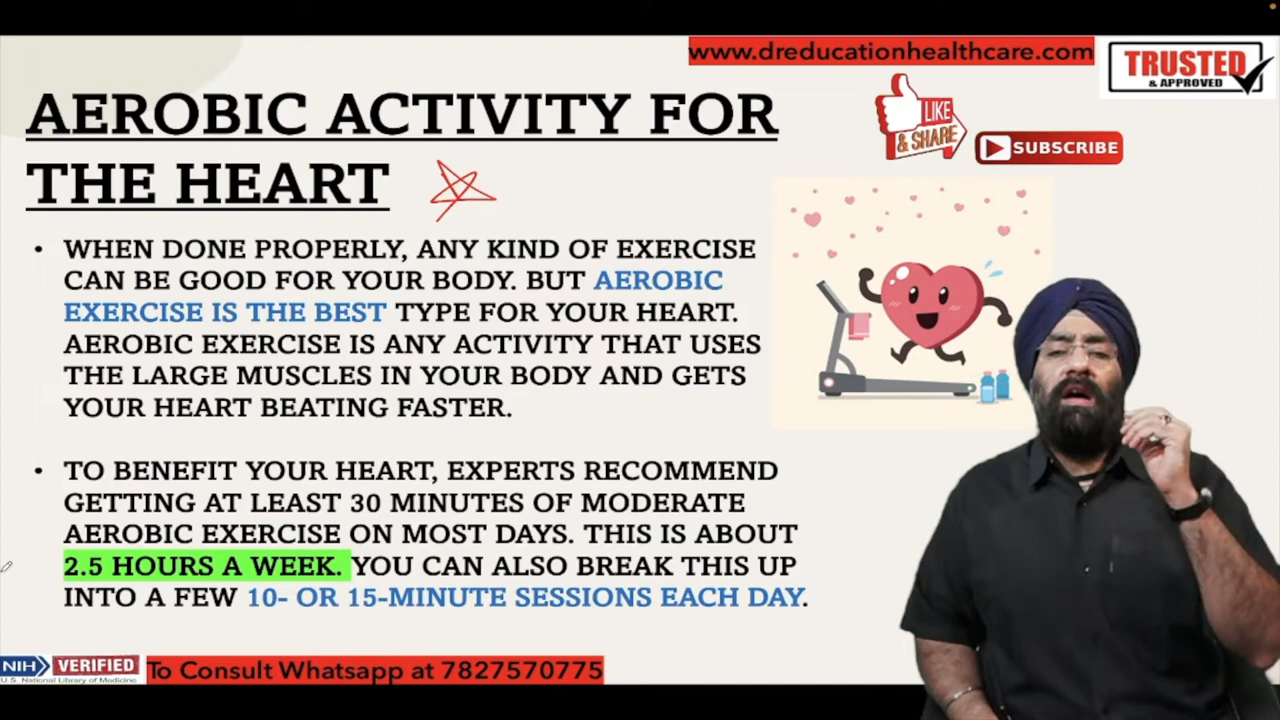 www.dreducationhealthcare.com
TRUSTED
& APPROVED
LIKE
& SHARE
SUBSCRIBE
AEROBIC ACTIVITY FOR
THE HEART
• WHEN DONE PROPERLY, ANY KIND OF EXERCISE
CAN BE GOOD FOR YOUR BODY. BUT AEROBIC
EXERCISE IS THE BEST TYPE FOR YOUR HEART.
AEROBIC EXERCISE IS ANY ACTIVITY THAT USES
THE LARGE MUSCLES IN YOUR BODY AND GETS
YOUR HEART BEATING FASTER.
• TO BENEFIT YOUR HEART, EXPERTS RECOMMEND
GETTING AT LEAST 30 MINUTES OF MODERATE
AEROBIC EXERCISE ON MOST DAYS. THIS IS ABOUT
2.5 HOURS A WEEK. YOU CAN ALSO BREAK THIS UP
INTO A FEW 10- OR 15-MINUTE SESSIONS EACH DAY.
NIH VERIFIED
U.S. National Library of Medicine
To Consult Whatsapp at 7827570775